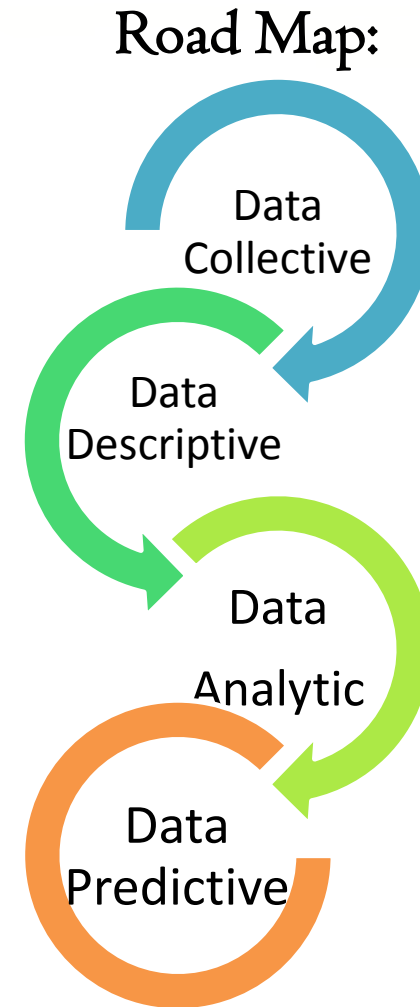 Road Map:
Data
Collective
Data
Descriptive
Data
Analytic
Data
Predictive